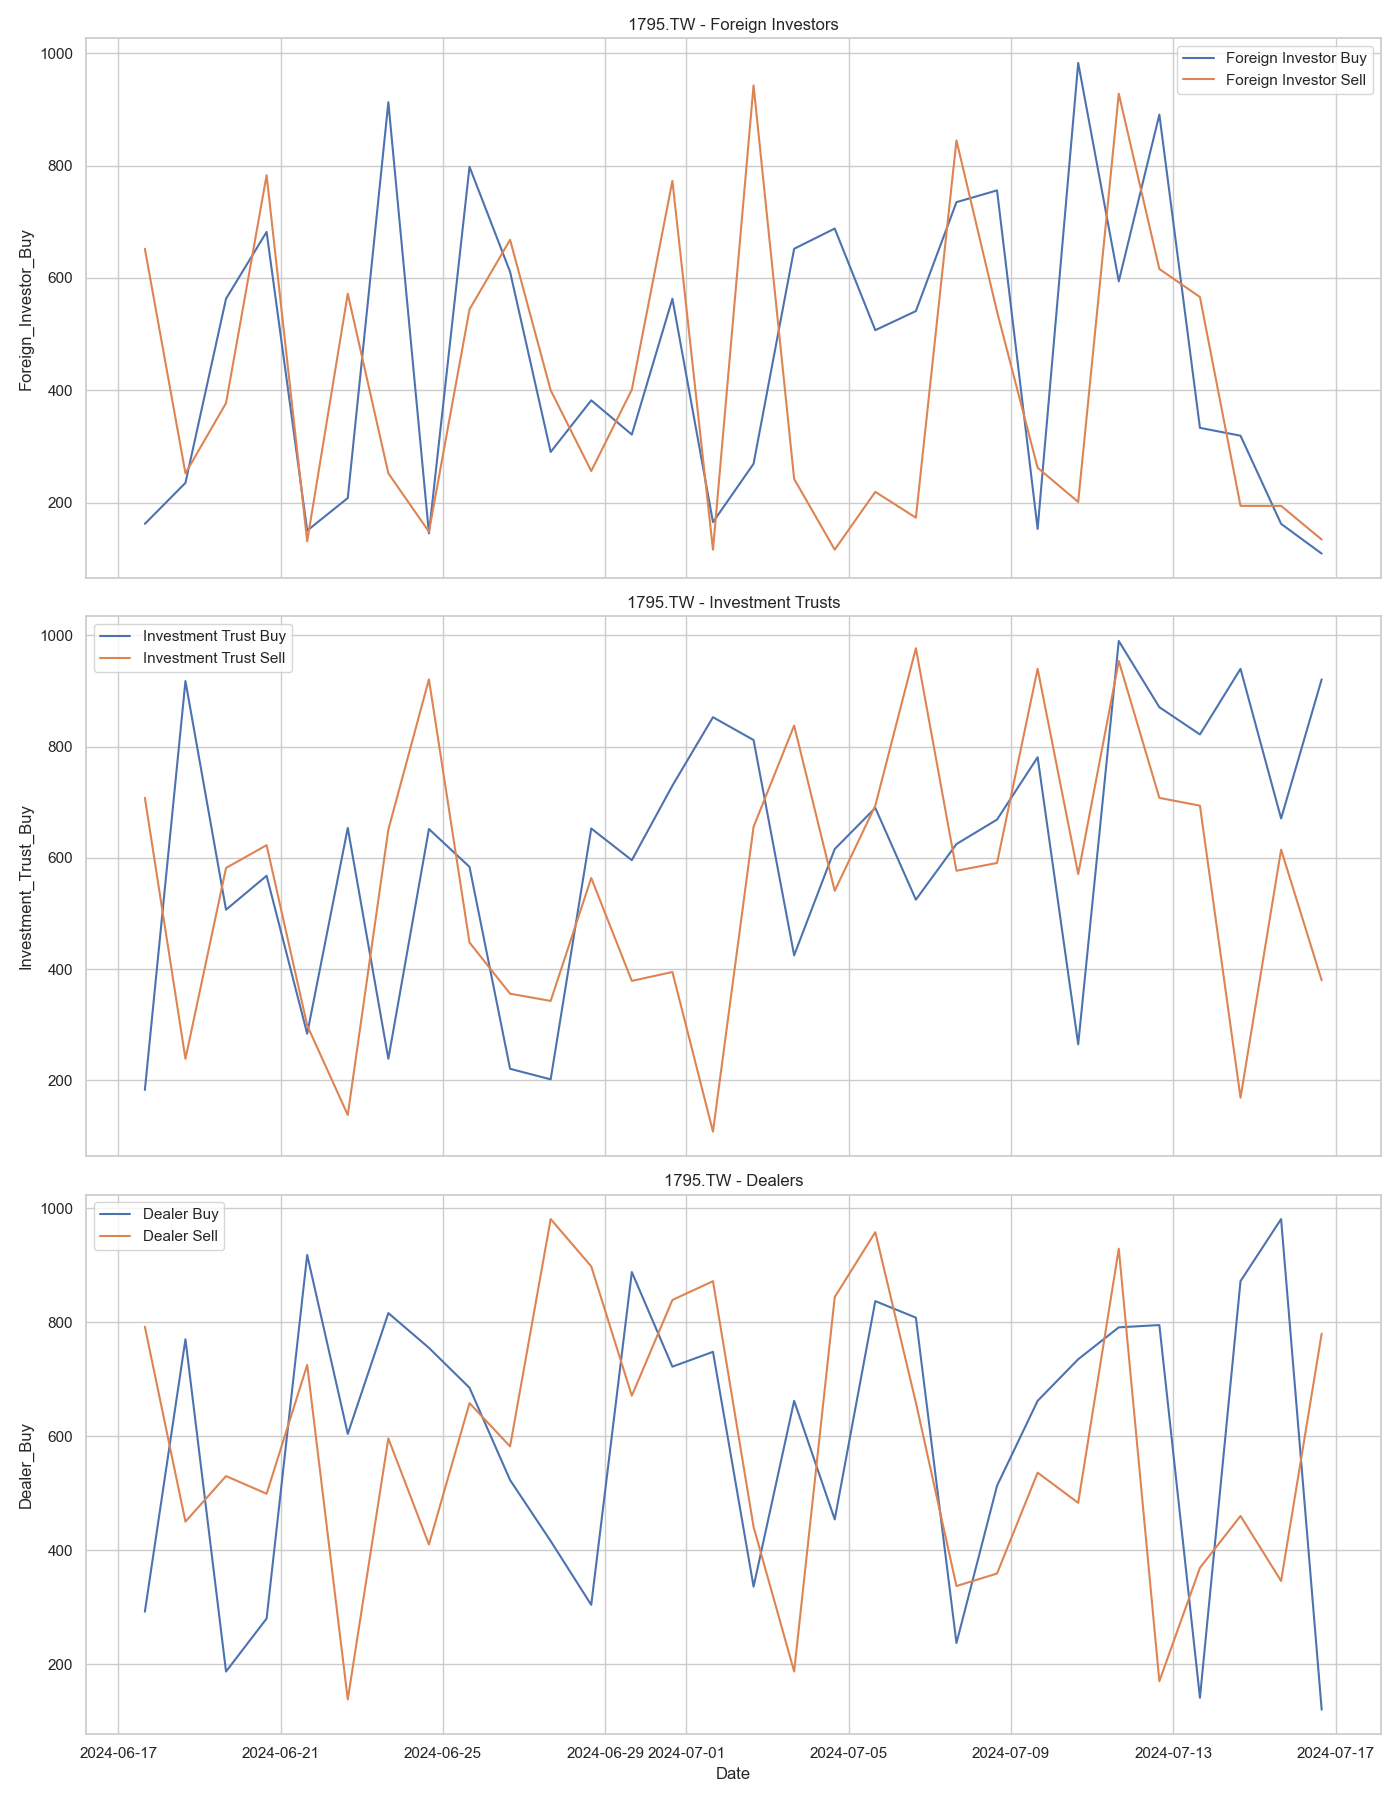 1795.TW - Foreign Investors
Foreign Investor Buy
Foreign Investor Sell
Foreign_Investor_Buy
1000
800
600
400
200
1795.TW - Investment Trusts
Investment Trust Buy
Investment Trust Sell
Investment_Trust_Buy
1000
800
600
400
200
1795.TW - Dealers
Dealer Buy
Dealer Sell
Dealer_Buy
1000
800
600
400
200
2024-06-17 2024-06-21 2024-06-25 2024-06-29 2024-07-01 2024-07-05 2024-07-09 2024-07-13 2024-07-17
Date